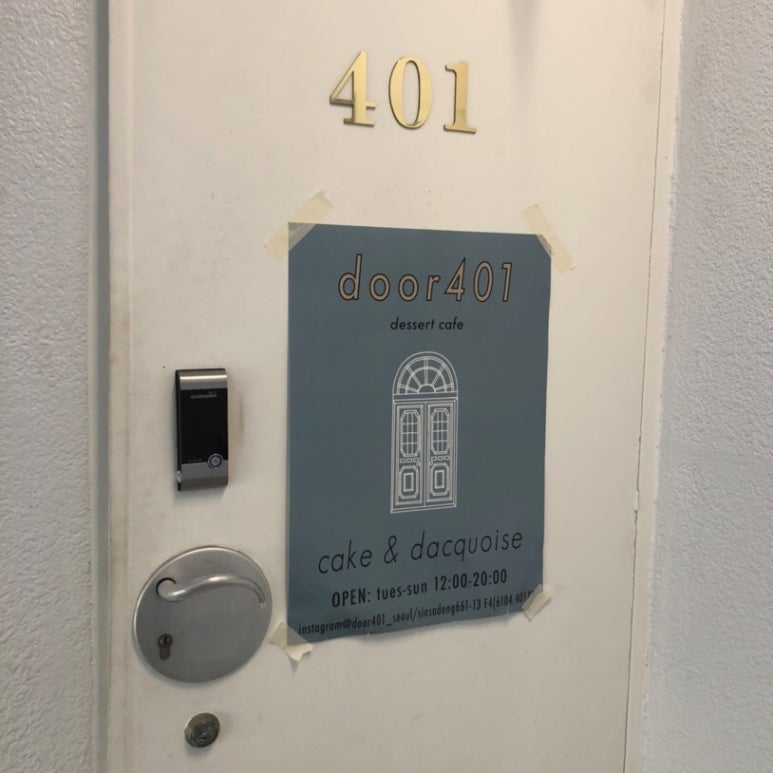 401
door401
dessert cafe
cake & dacquoise
OPEN: tues-sun 12:00-20:00
instagram@door401_seoul/sinsadong661-13 F4(6104.401)